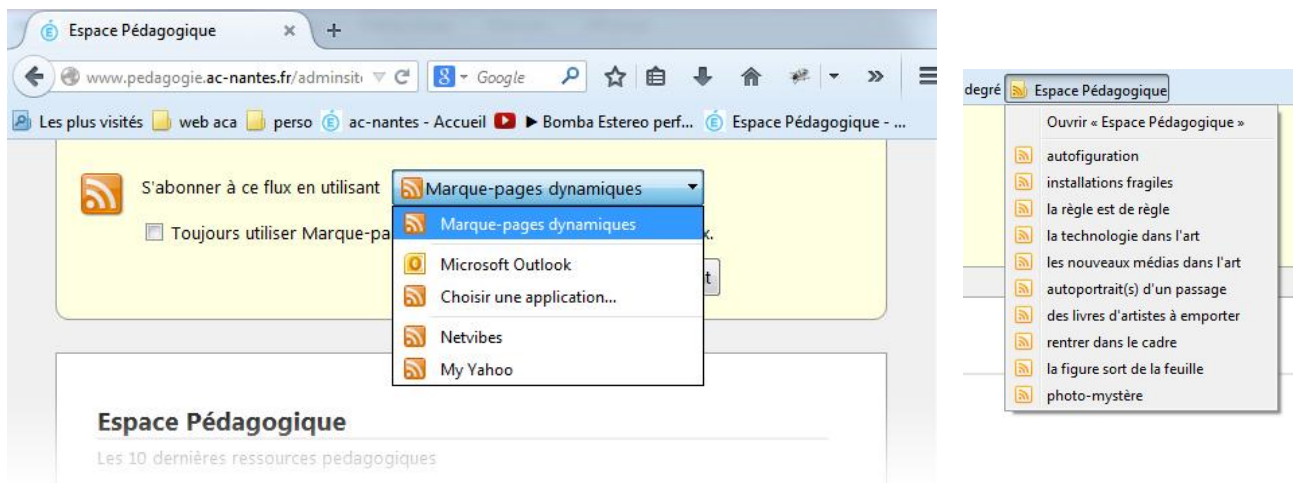 Espace Pédagogique × +
www.pedagogie.ac-nantes.fr/adminsite Google »
Les plus visités web aca perso ac-nantes - Accueil ▶ Bomba Estereo perf... Espace Pédagogique - ...
S'abonner à ce flux en utilisant Marque-pages dynamiques
Marque-pages dynamiques
Toujours utiliser Marque-pa x.
Microsoft Outlook
t
Choisir une application...
Netvibes
My Yahoo
Espace Pédagogique
Les 10 dernières ressources pedagogiques
degré Espace Pédagogique
Ouvrir « Espace Pédagogique »
autofiguration
installations fragiles
la règle est de règle
la technologie dans l'art
les nouveaux médias dans l'art
autoportrait(s) d'un passage
des livres d'artistes à emporter
rentrer dans le cadre
la figure sort de la feuille
photo-mystère